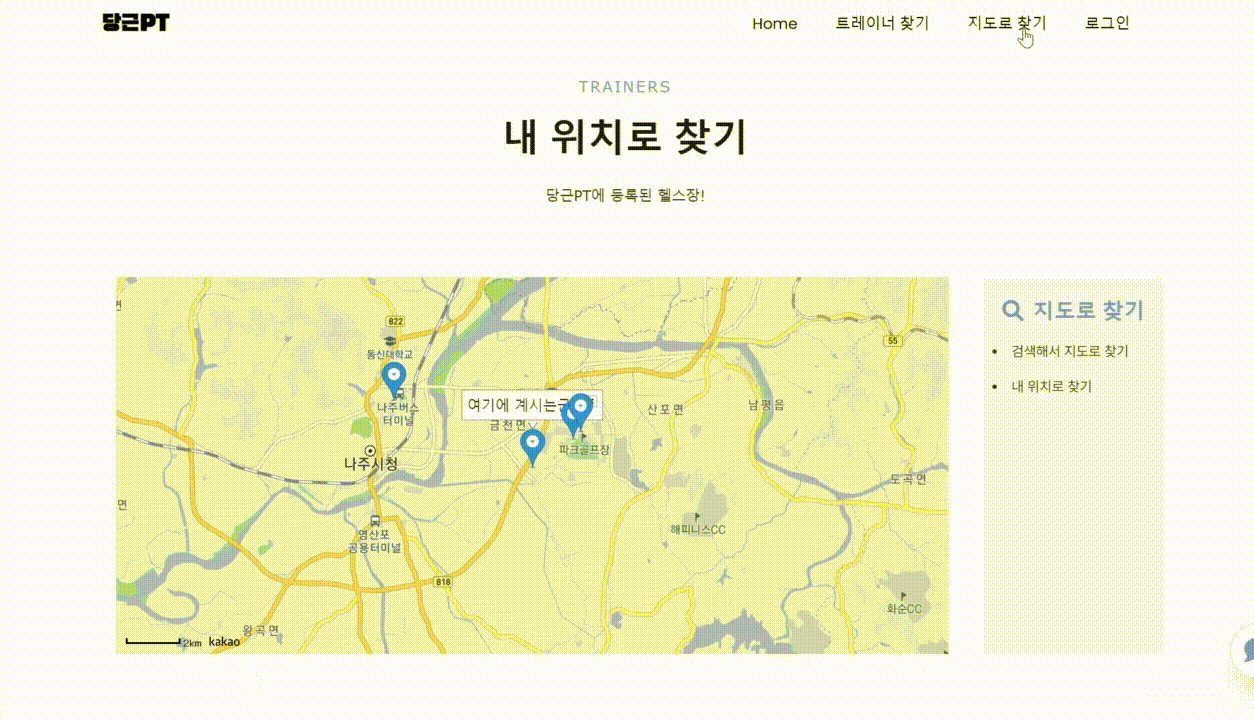 당근PT
Home 트레이너 찾기 지도로 찾기 로그인
TRAINERS
내 위치로 찾기
당근PT에 등록된 헬스장!
지도로 찾기
검색해서 지도로 찾기
내 위치로 찾기
822
55
동신대학교
나주버스
터미널
여기에 계시는
금천면
산포면
남평읍
파크골프장
나주시청
도곡면
면
영산포
공용터미널
해피니스CC
818
화순CC
왕곡면
2km kakao